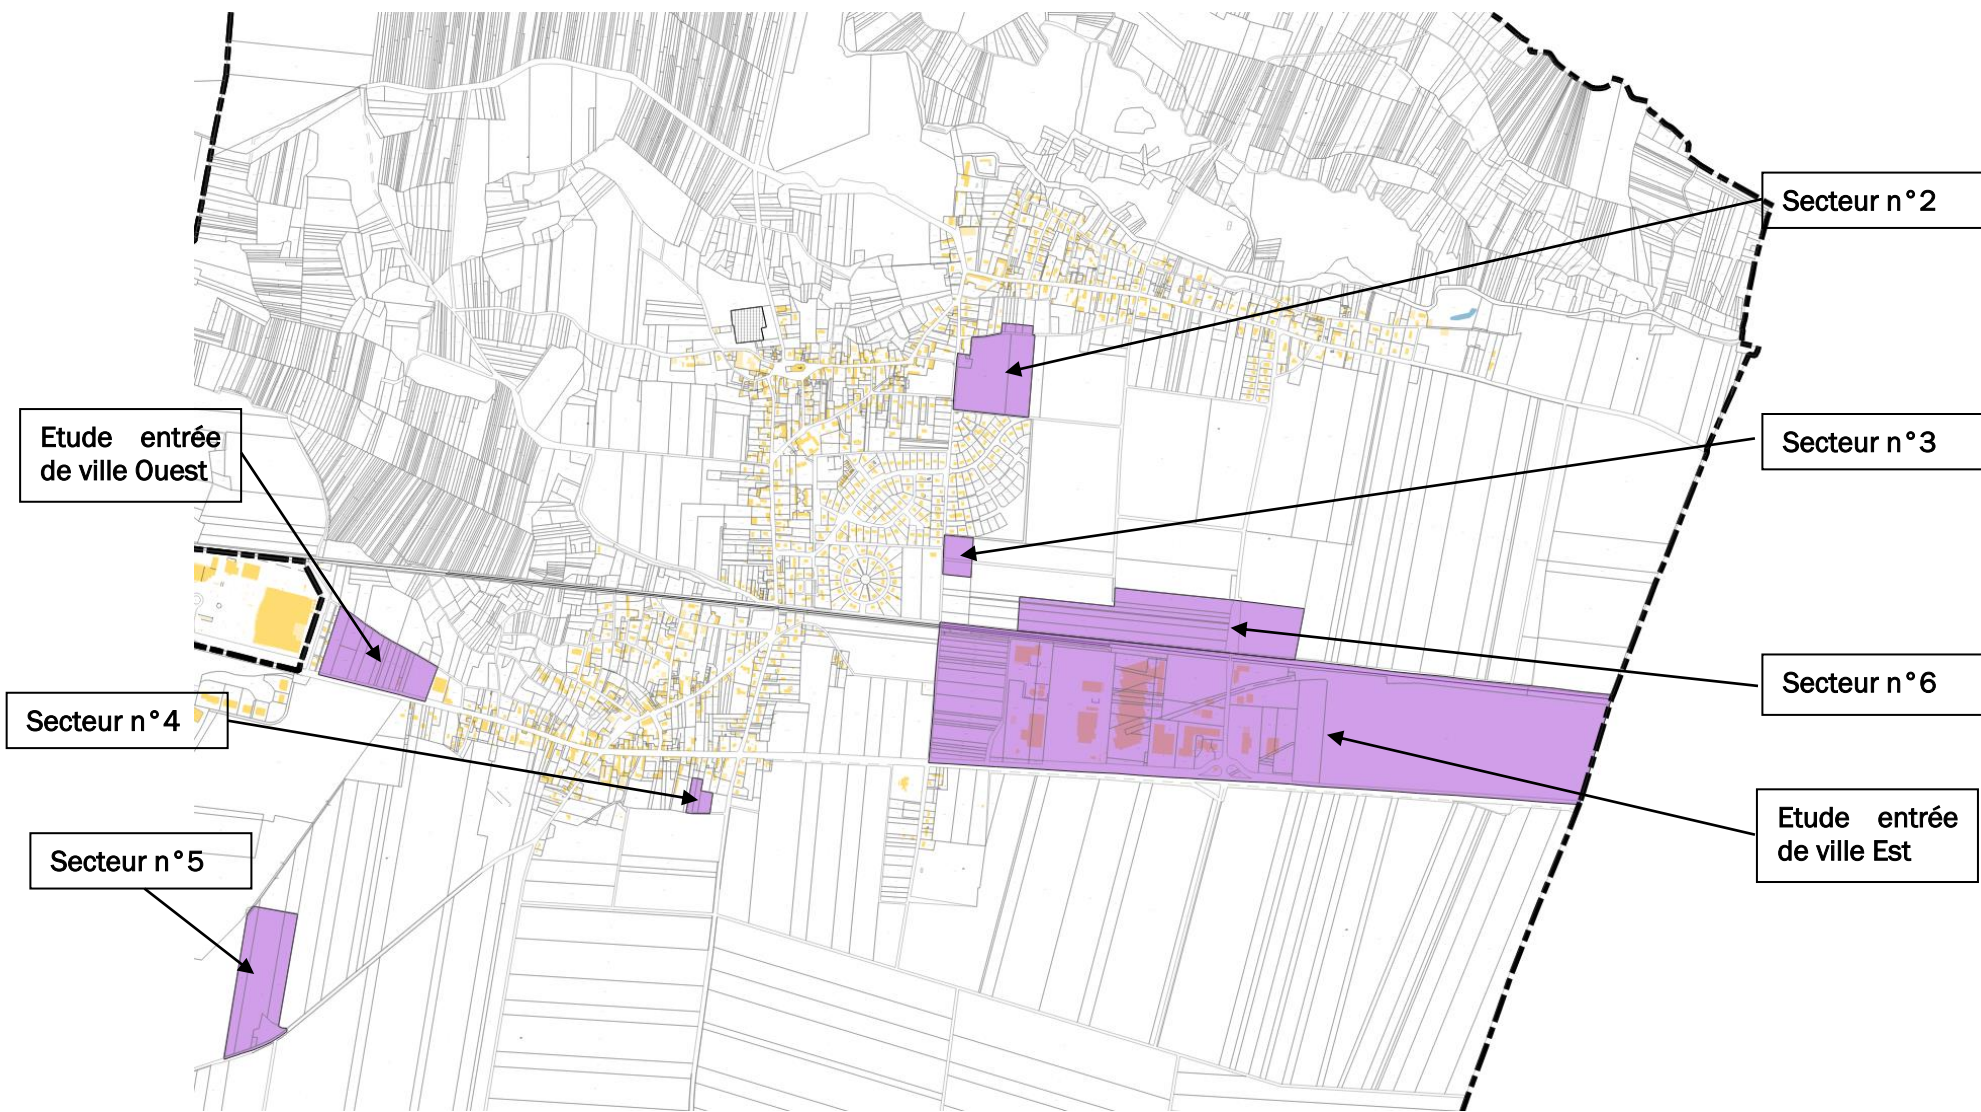 Secteur n°2
Etude entrée
de ville Ouest
Secteur n°3
Secteur n°6
Secteur n°4
Etude entrée
de ville Est
Secteur n°5